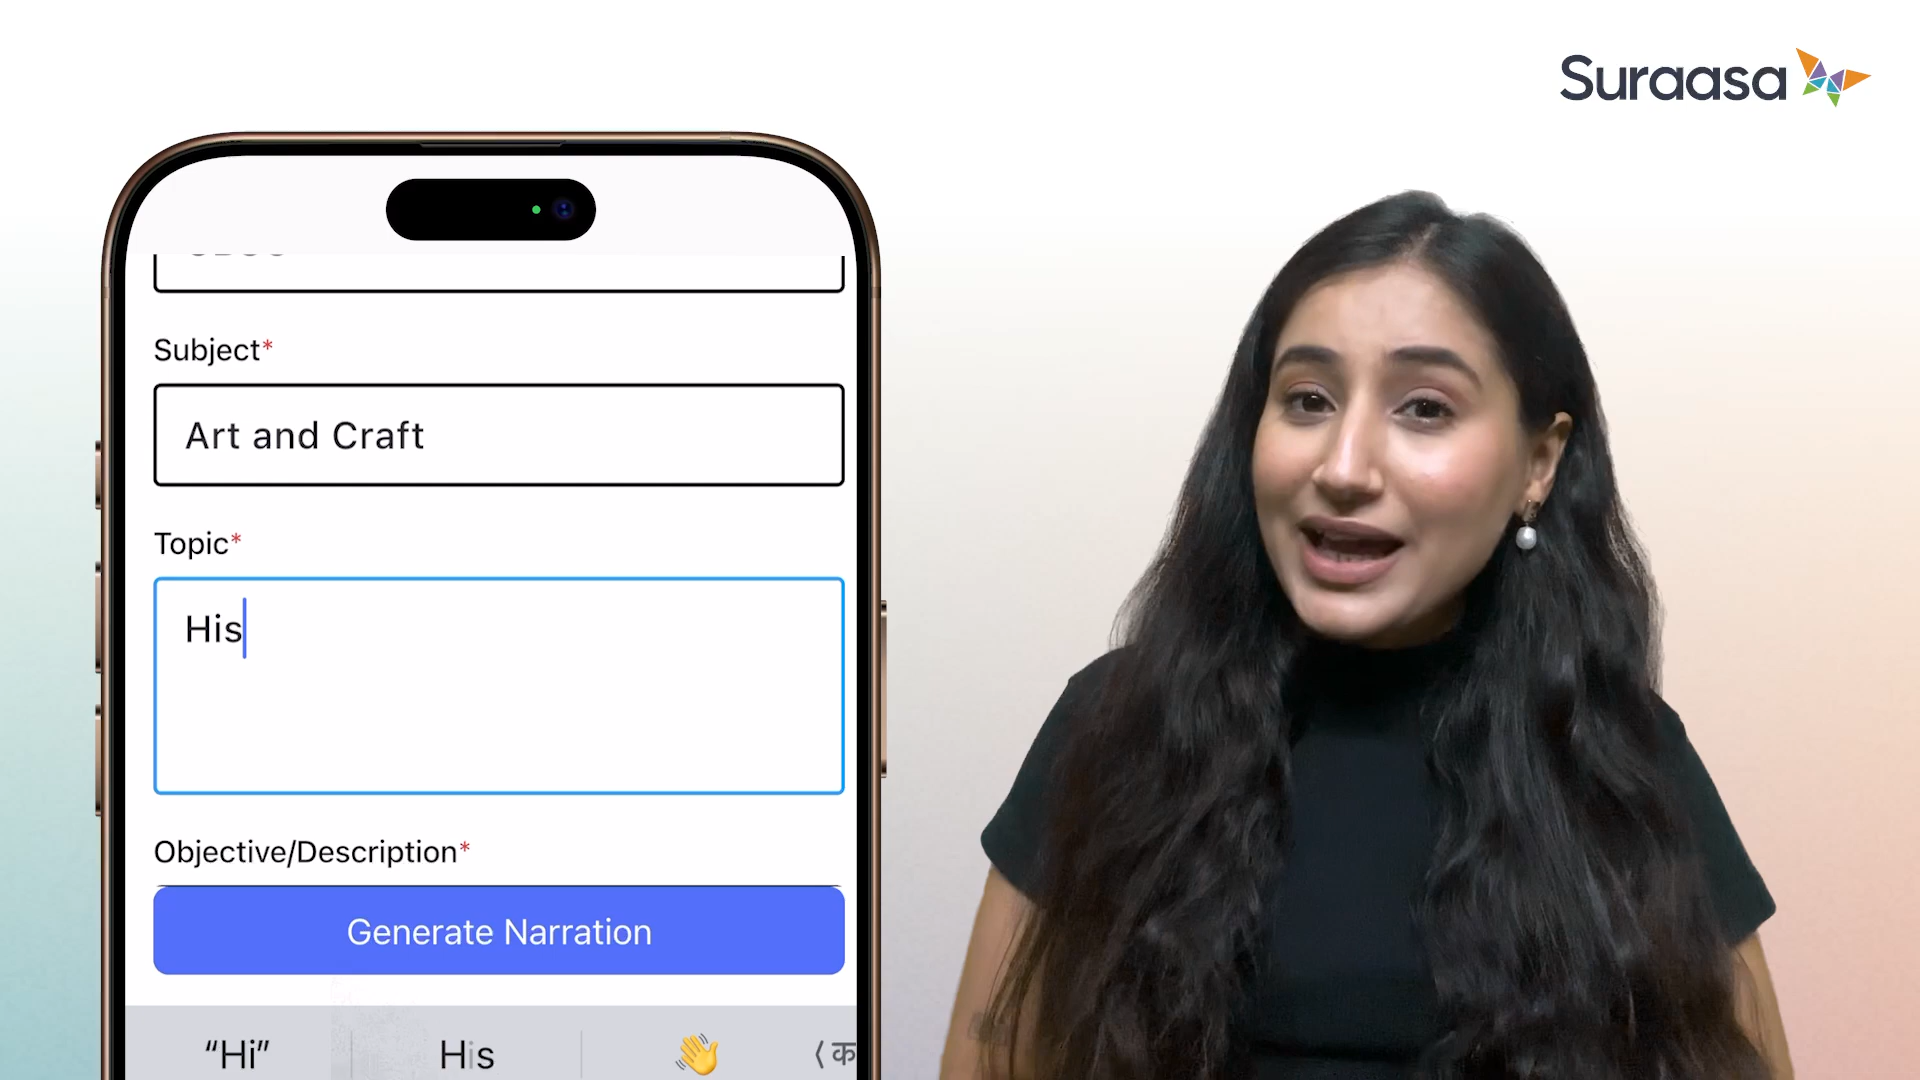 Suraasa
Subject*
Art and Craft
Topic*
His
Objective/Description*
Generate Narration
“Hi” His 👋 क